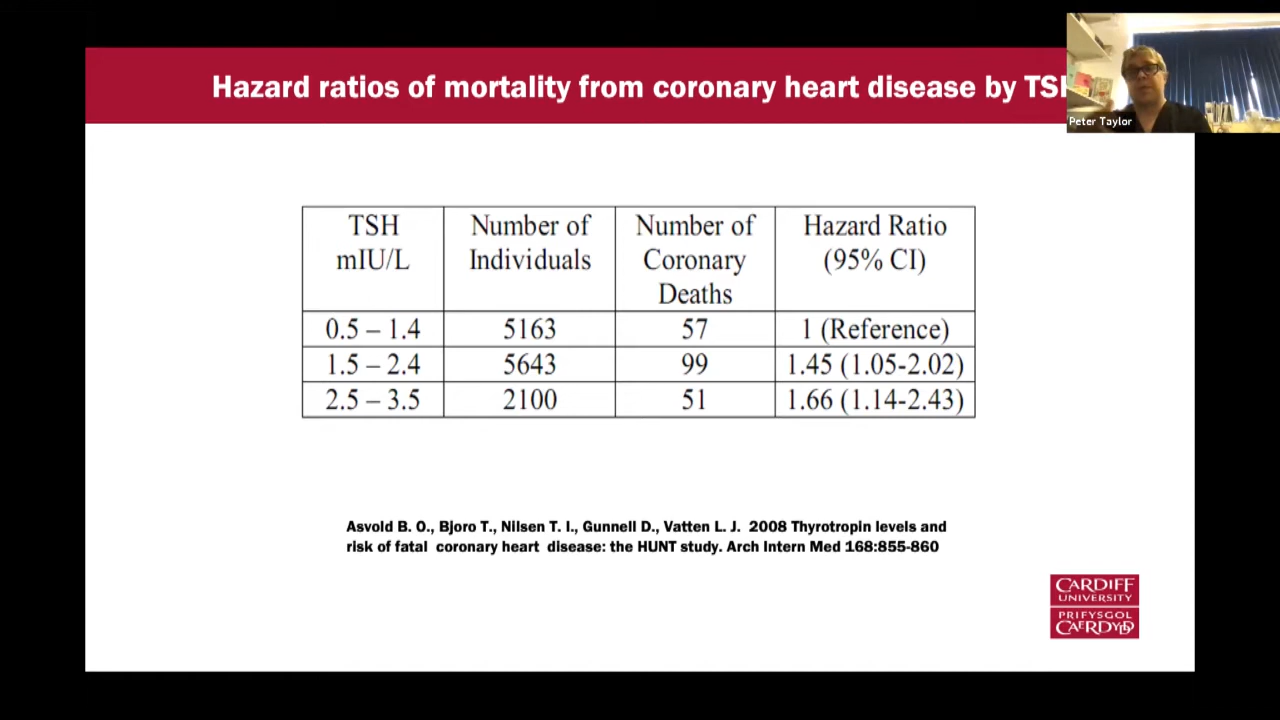 Hazard ratios of mortality from coronary heart disease by
Peter Taylor
TSH mIU/L	Number of Individuals	Number of Coronary Deaths	Hazard Ratio (95% CI)
0.5 – 1.4	5163	57	1 (Reference)
1.5 – 2.4	5643	99	1.45 (1.05-2.02)
2.5 – 3.5	2100	51	1.66 (1.14-2.43)
Asvold B. O., Bjoro T., Nilsen T. I., Gunnell D., Vatten L. J. 2008 Thyrotropin levels and
risk of fatal coronary heart disease: the HUNT study. Arch Intern Med 168:855-860
CARDIFF
UNIVERSITY
PRIFYSGOL
CAERDYDD